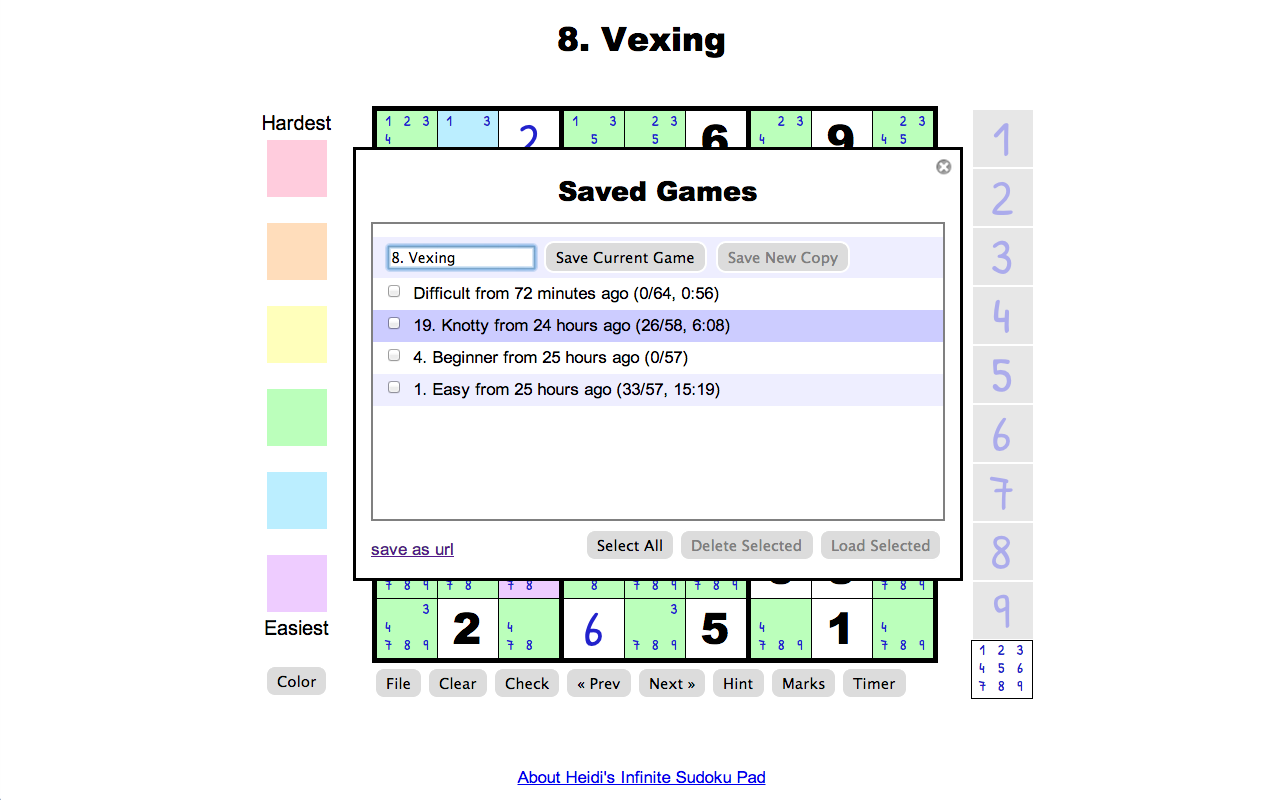 8. Vexing
Hardest
1 2 3 1 3 1 3 2 3 2 3 2 3
4 2 5 5 6 4 9 4 5
1
2
3
4
5
6
7
8
9
Saved Games
8. Vexing Save Current Game Save New Copy
Difficult from 72 minutes ago (0/64, 0:56)
19. Knotty from 24 hours ago (26/58, 6:08)
4. Beginner from 25 hours ago (0/57)
1. Easy from 25 hours ago (33/57, 15:19)
save as url Select All Delete Selected Load Selected
7 8 9 7 8 7 8 8 7 8 9 7 8 9 7 8 9
3 3
4 2 4 6 5 4 1 4
7 8 9 7 8 7 8 9 7 8 9 7 8 9
1 2 3
4 5 6
7 8 9
Easiest
Color File Clear Check « Prev Next » Hint Marks Timer
About Heidi's Infinite Sudoku Pad